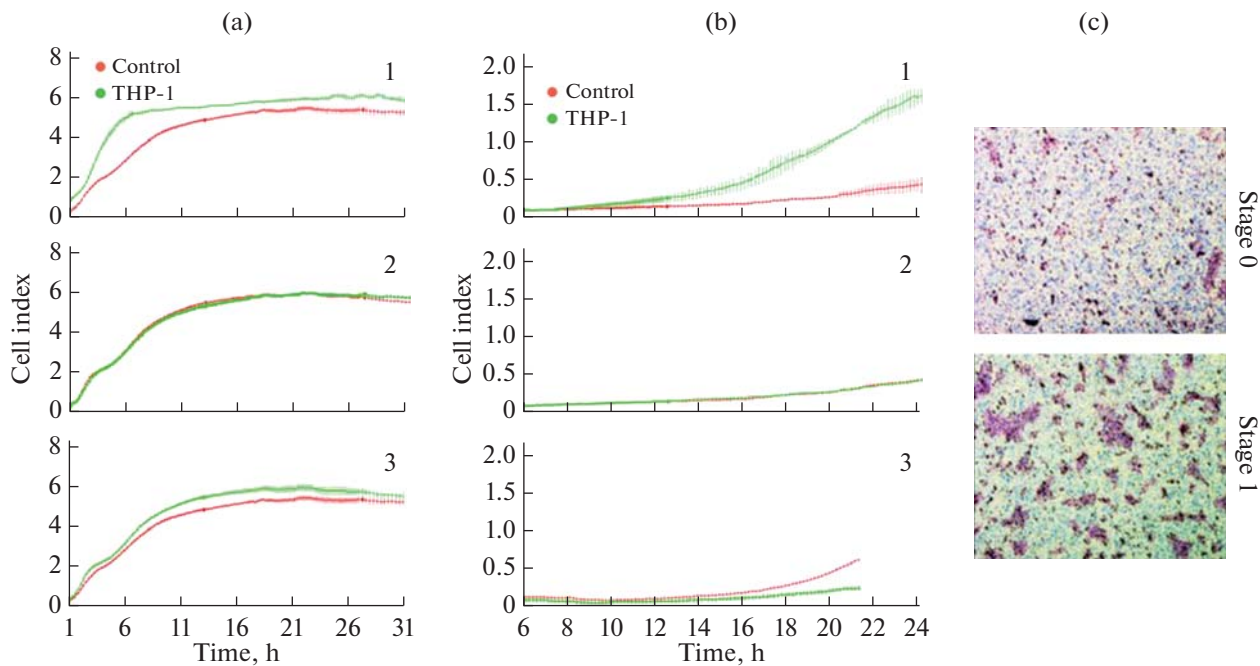 (a)
(b)
(c)
8
6
4
2
0
Control
THP-1
1
2.0
1.5
1.0
0.5
0
Control
THP-1
1
8
6
4
2
0
2
2.0
1.5
1.0
0.5
0
2
8
6
4
2
0
3
2.0
1.5
1.0
0.5
0
3
Cell index
Cell index
1 6 11 16 21 26 31
Time, h
6 8 10 12 14 16 18 20 22 24
Time, h
Stage 0
Stage 1